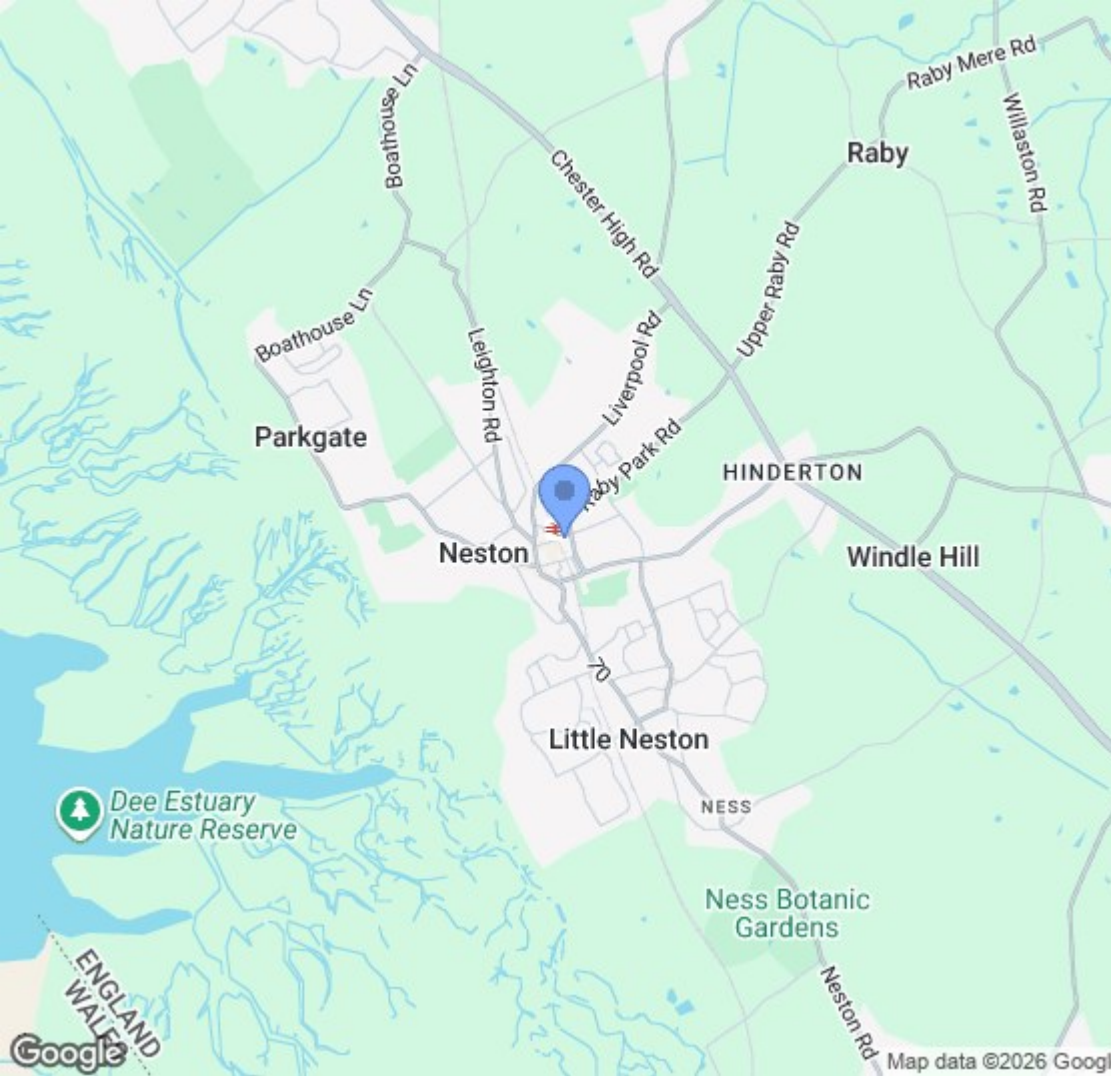 Raby Mere Rd
Boathouse Ln
Willaston Rd
Raby
Chester High Rd
Upper Raby Rd
Boathouse Ln
Leighton Rd
Liverpool Rd
Parkgate
Raby Park Rd
HINDERTON
Neston
Windle Hill
70
Little Neston
Dee Estuary
Nature Reserve
NESS
Ness Botanic
Gardens
ENGLAND
WALES
Neston Rd
Google
Map data ©2026 Googl